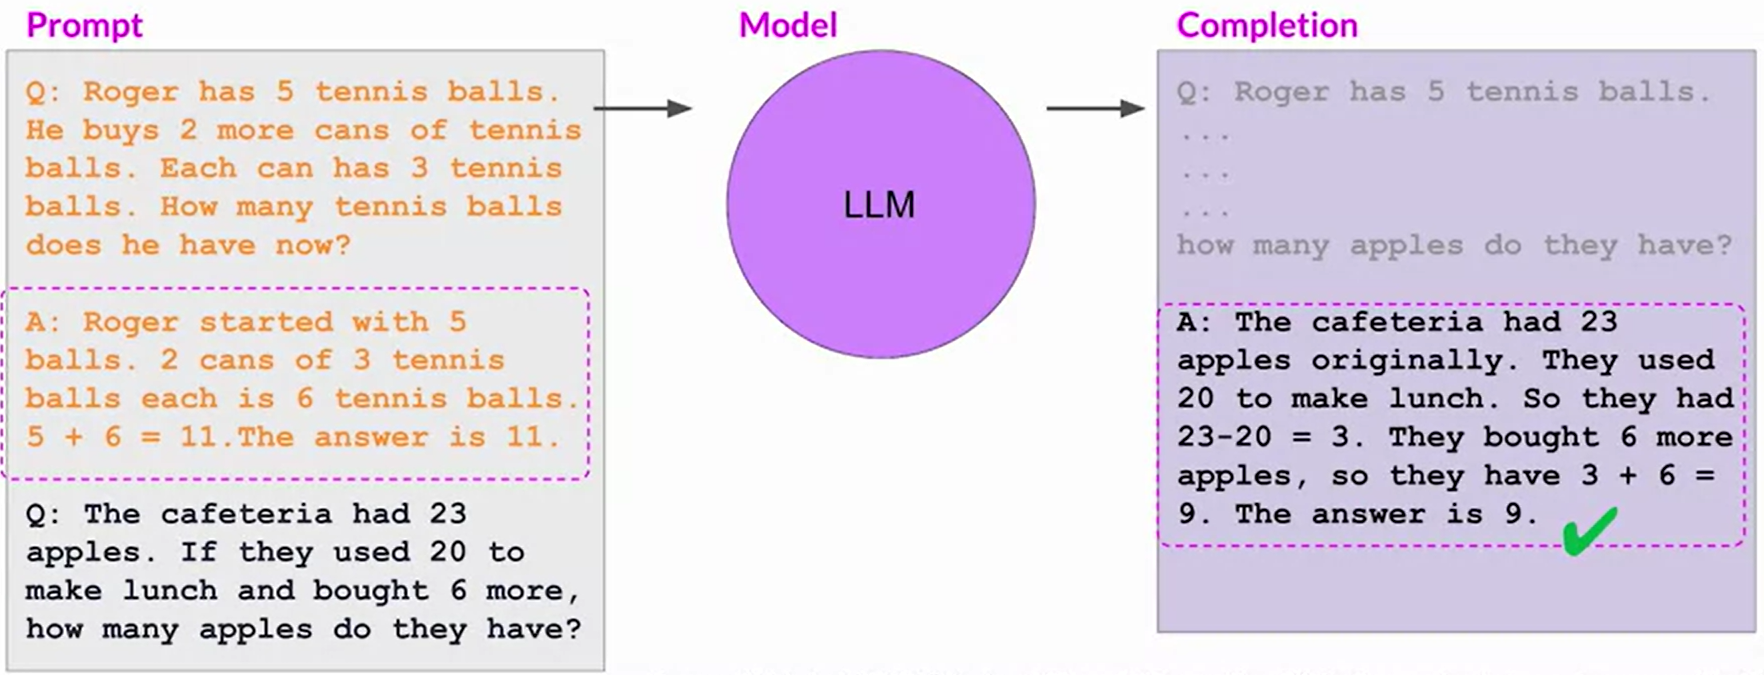 Prompt
Q: Roger has 5 tennis balls.
He buys 2 more cans of tennis
balls. Each can has 3 tennis
balls. How many tennis balls
does he have now?
A: Roger started with 5
balls. 2 cans of 3 tennis
balls each is 6 tennis balls.
5 + 6 = 11.The answer is 11.
Q: The cafeteria had 23
apples. If they used 20 to
make lunch and bought 6 more,
how many apples do they have?
Model
LLM
Completion
Q: Roger has 5 tennis balls.
...
...
...
how many apples do they have?
A: The cafeteria had 23
apples originally. They used
20 to make lunch. So they had
23-20 = 3. They bought 6 more
apples, so they have 3 + 6 =
9. The answer is 9.